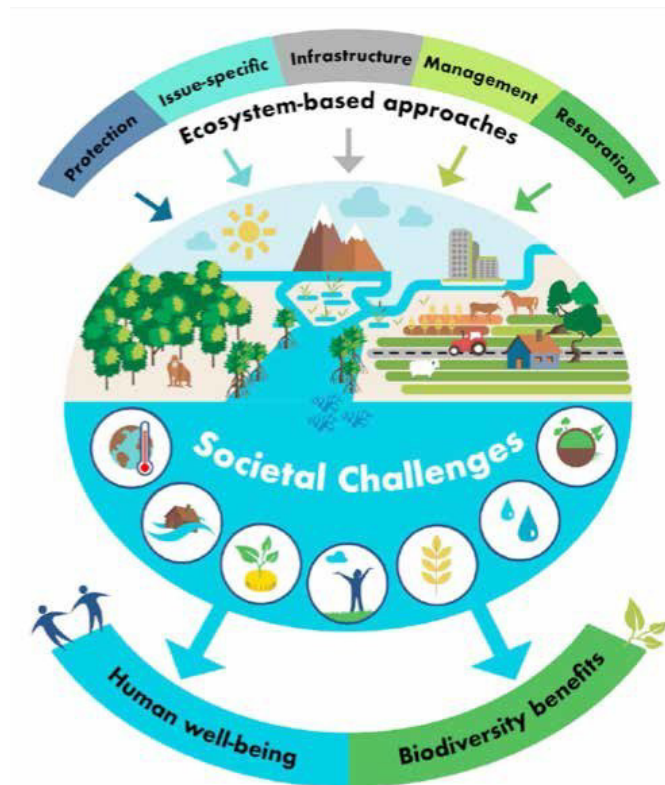 Protection
Issue-specific
Infrastructure
Management
Restoration
Ecosystem-based approaches
Societal Challenges
Human well-being
Biodiversity benefits